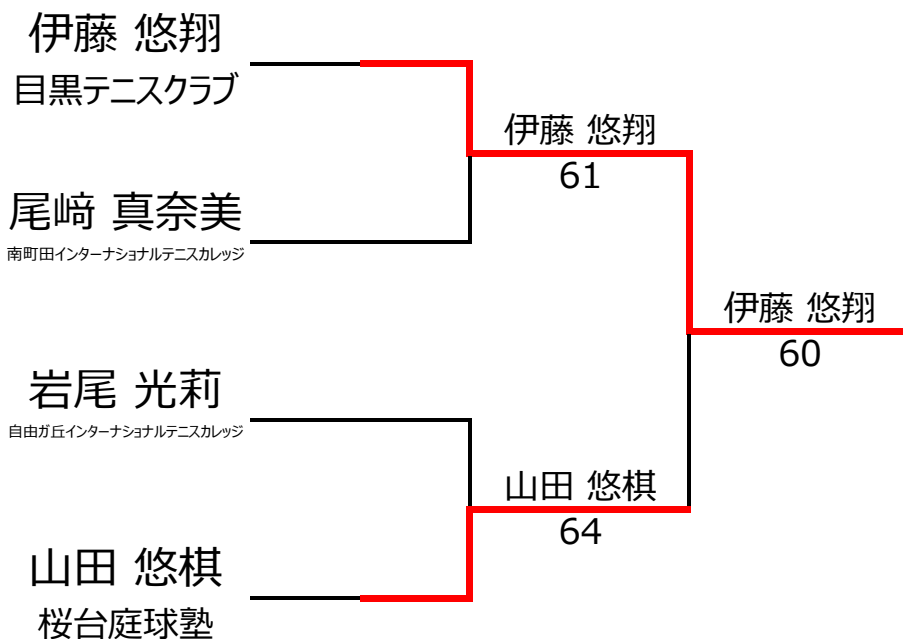 伊藤 悠翔
目黒テニスクラブ
伊藤 悠翔
61
尾﨑 真奈美
南町田インターナショナルテニスカレッジ
伊藤 悠翔
60
岩尾 光莉
自由ガ丘インターナショナルテニスカレッジ
山田 悠棋
64
山田 悠棋
桜台庭球塾